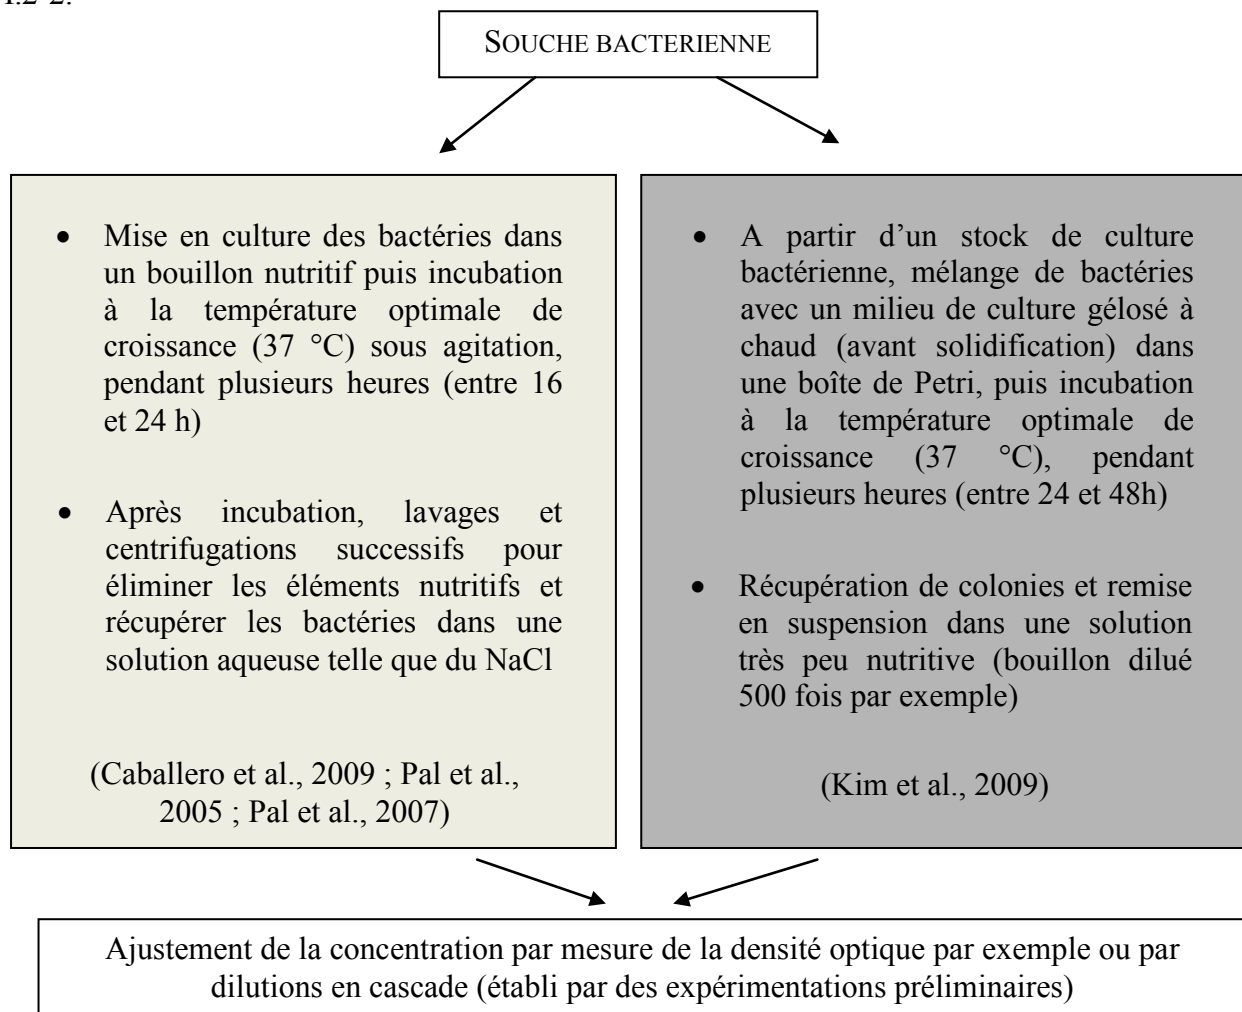 SOUCHE BACTERIENNE
• Mise en culture des bactéries dans
un bouillon nutritif puis incubation
à la température optimale de
croissance (37 °C) sous agitation,
pendant plusieurs heures (entre 16
et 24 h)
• Après incubation, lavages et
centrifugations successifs pour
éliminer les éléments nutritifs et
récupérer les bactéries dans une
solution aqueuse telle que du NaCl
(Caballero et al., 2009 ; Pal et al.,
2005 ; Pal et al., 2007)
• A partir d’un stock de culture
bactérienne, mélange de bactéries
avec un milieu de culture gélosé à
chaud (avant solidification) dans
une boîte de Petri, puis incubation
à la température optimale de
croissance (37 °C), pendant
plusieurs heures (entre 24 et 48h)
• Récupération de colonies et remise
en suspension dans une solution
très peu nutritive (bouillon dilué
500 fois par exemple)
(Kim et al., 2009)
Ajustement de la concentration par mesure de la densité optique par exemple ou par
dilutions en cascade (établi par des expérimentations préliminaires)